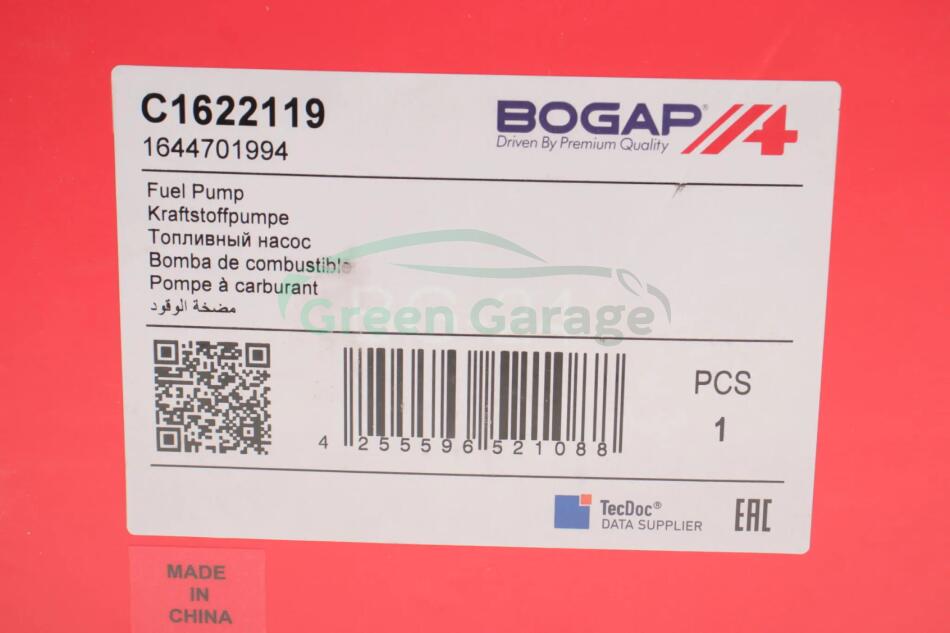 C1622119
1644701994
BOGAP®
Driven By Premium Quality
Fuel Pump
Kraftstoffpumpe
Топливный насос
Bomba de combustible
Pompe à carburant
مضخة الوقود
Green Garage
4 255596 521088
PCS
1
TecDoc®
DATA SUPPLIER
EAC
MADE
IN
CHINA